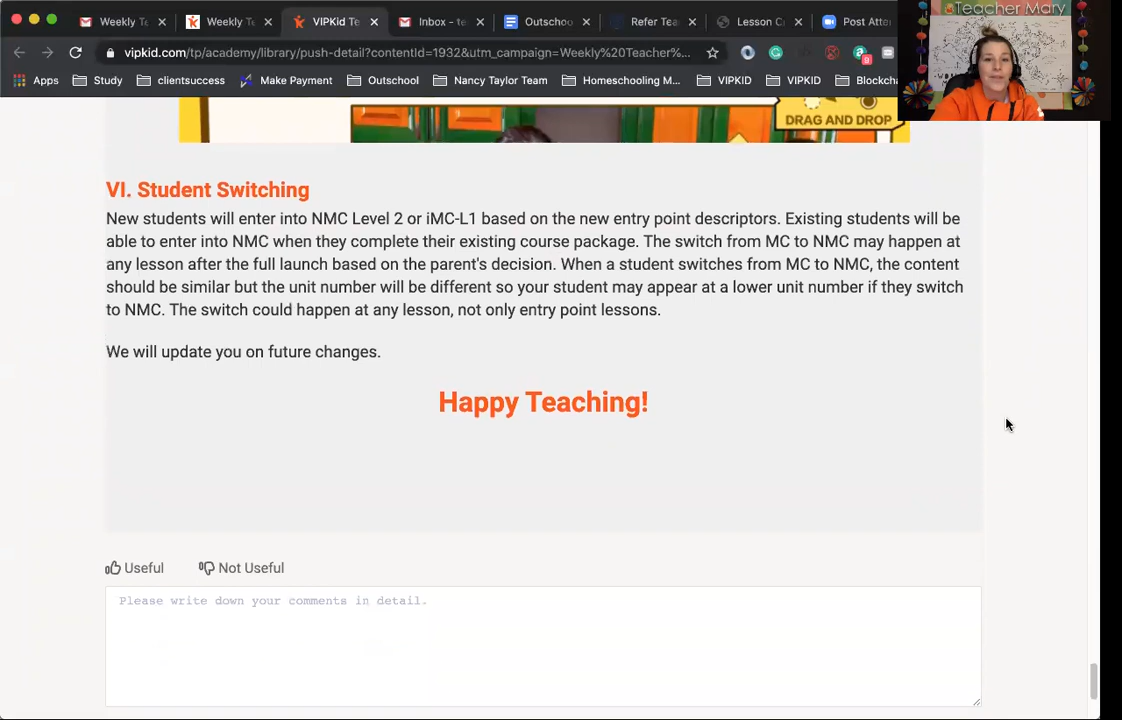 Weekly Te
Weekly Te
VIPKid Te
Inbox - te
Outschoo
Refer Tea
Lesson Cr
Post Atter
vipkid.com/tp/academy/library/push-detail?contentId=1932&utm_campaign=Weekly%20Teacher%...
9
Apps
Study
clientsuccess
Make Payment
Outschool
Nancy Taylor Team
Homeschooling M...
VIPKID
VIPKID
Blockcha
Teacher Mary
DRAG AND DROP
VI. Student Switching
New students will enter into NMC Level 2 or iMC-L1 based on the new entry point descriptors. Existing students will be
able to enter into NMC when they complete their existing course package. The switch from MC to NMC may happen at
any lesson after the full launch based on the parent's decision. When a student switches from MC to NMC, the content
should be similar but the unit number will be different so your student may appear at a lower unit number if they switch
to NMC. The switch could happen at any lesson, not only entry point lessons.
We will update you on future changes.
Happy Teaching!
Useful
Not Useful
Please write down your comments in detail.